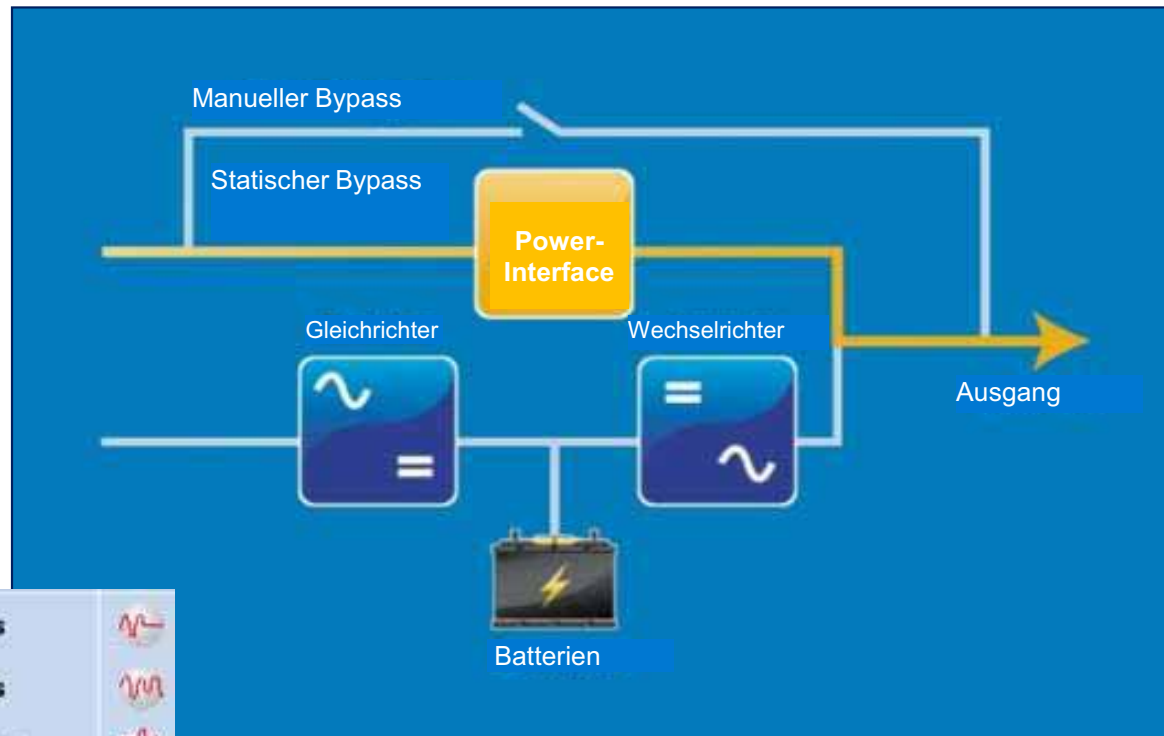 Manueller Bypass
Statischer Bypass
Power-
Interface
Gleichrichter
Wechselrichter
Ausgang
Batterien